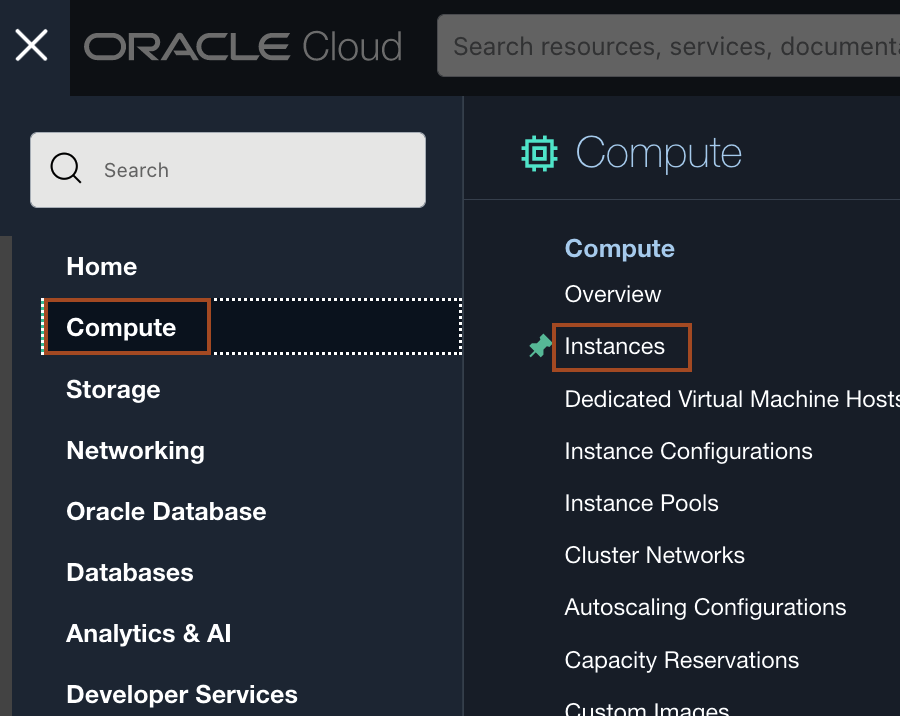 ORACLE Cloud
Search resources, services, documenta
Search
Home
Compute
Storage
Networking
Oracle Database
Databases
Analytics & AI
Developer Services
Compute
Compute
Overview
Instances
Dedicated Virtual Machine Hosts
Instance Configurations
Instance Pools
Cluster Networks
Autoscaling Configurations
Capacity Reservations
Custom Images